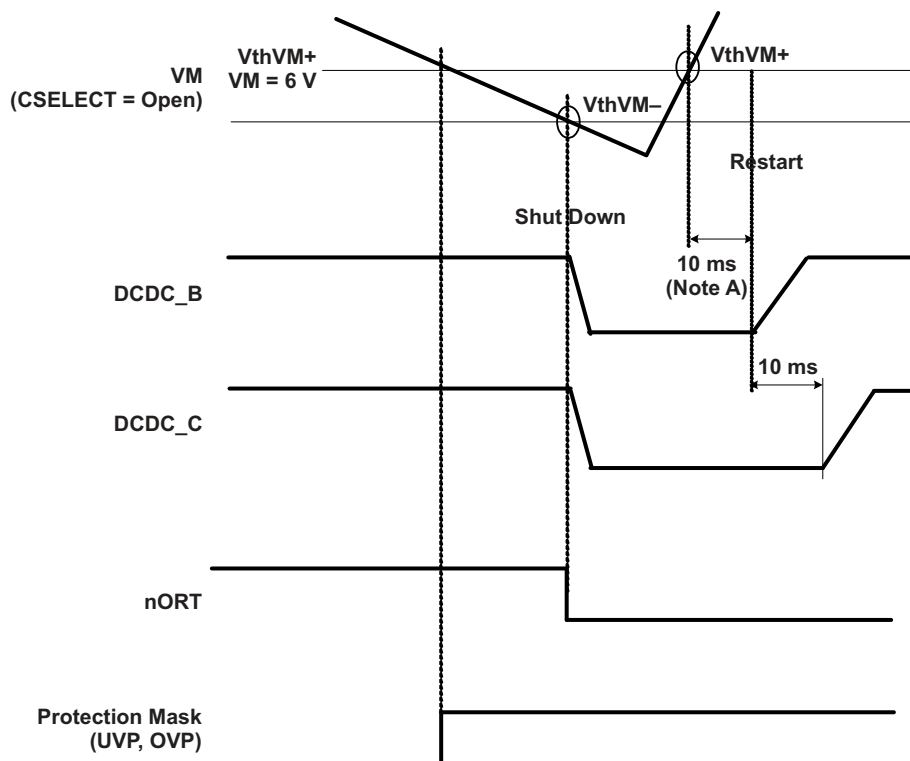 VthVM+
VM = 6 V
VM
(CSELECT = Open)
VthVM+
VthVM–
Restart
Shut Down
10 ms
(Note A)
DCDC_B
10 ms
DCDC_C
nORT
Protection Mask
(UVP, OVP)